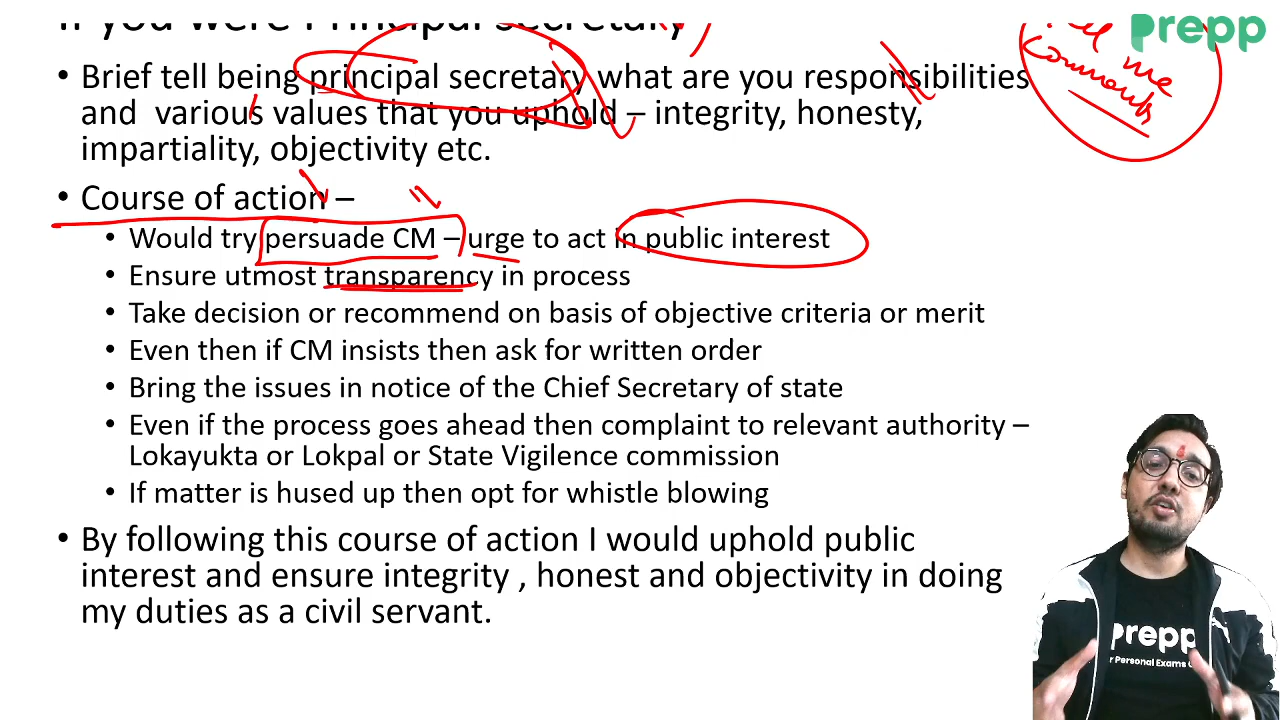 If you were Principal secretary
prepp
• Brief tell being principal secretary what are you responsibilities
and various values that you uphold – integrity, honesty,
impartiality, objectivity etc.
me
Comments
• Course of action –
• Would try persuade CM – urge to act in public interest
• Ensure utmost transparency in process
• Take decision or recommend on basis of objective criteria or merit
• Even then if CM insists then ask for written order
• Bring the issues in notice of the Chief Secretary of state
• Even if the process goes ahead then complaint to relevant authority –
Lokayukta or Lokpal or State Vigilence commission
• If matter is hused up then opt for whistle blowing
• By following this course of action I would uphold public
interest and ensure integrity , honest and objectivity in doing
my duties as a civil servant.
prepp
r Personal Exams